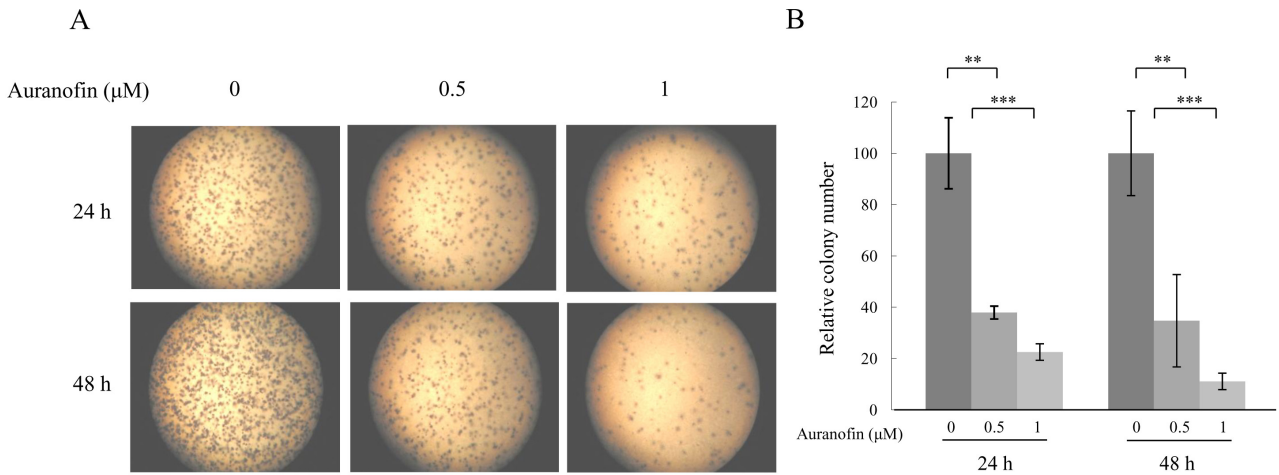 A
Auranofin (μM) 0 0.5 1
24 h
48 h
B
** **
*** ***
Relative colony number
120
100
80
60
40
20
0
Auranofin (μM) 0 0.5 1 0 0.5 1
24 h 48 h